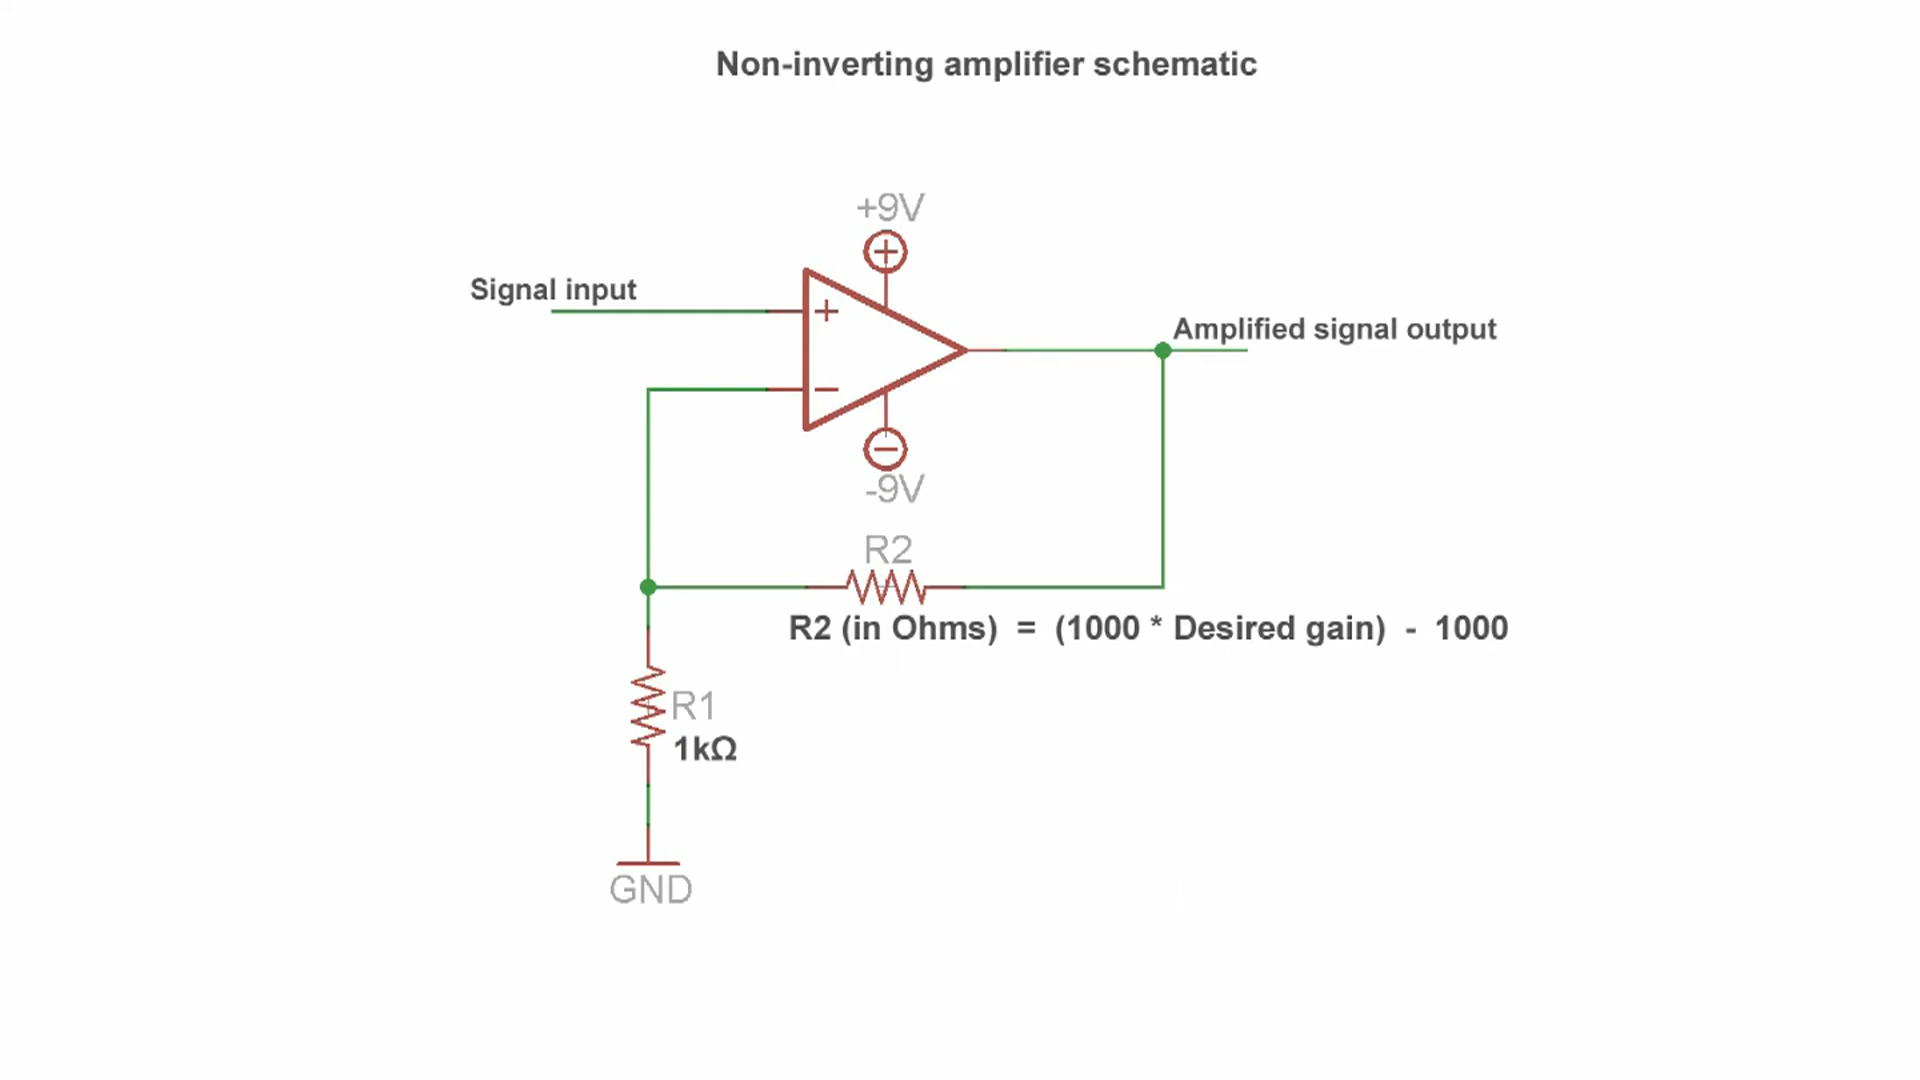 Non-inverting amplifier schematic
+9V
Signal input
+
Amplified signal output
-9V
R2
R2 (in Ohms) = (1000 * Desired gain) - 1000
R1
1kΩ
GND